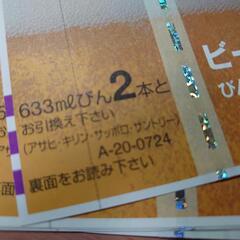 633mlびん2本と
お引換え下さい
(アサヒ・キリン・サッポロ・サントリー)
A-20-0724
裏面をお読み下さい
ビー
びん
面